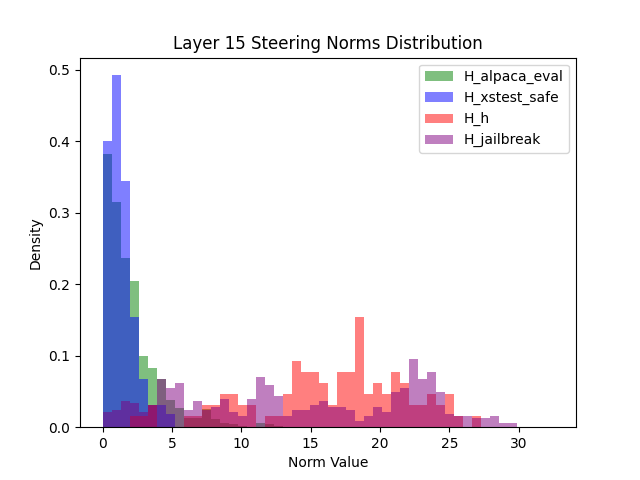 Layer 15 Steering Norms Distribution
H_alpaca_eval
H_xstest_safe
H_h
H_jailbreak
Density
0.5
0.4
0.3
0.2
0.1
0.0
0 5 10 15 20 25 30
Norm Value